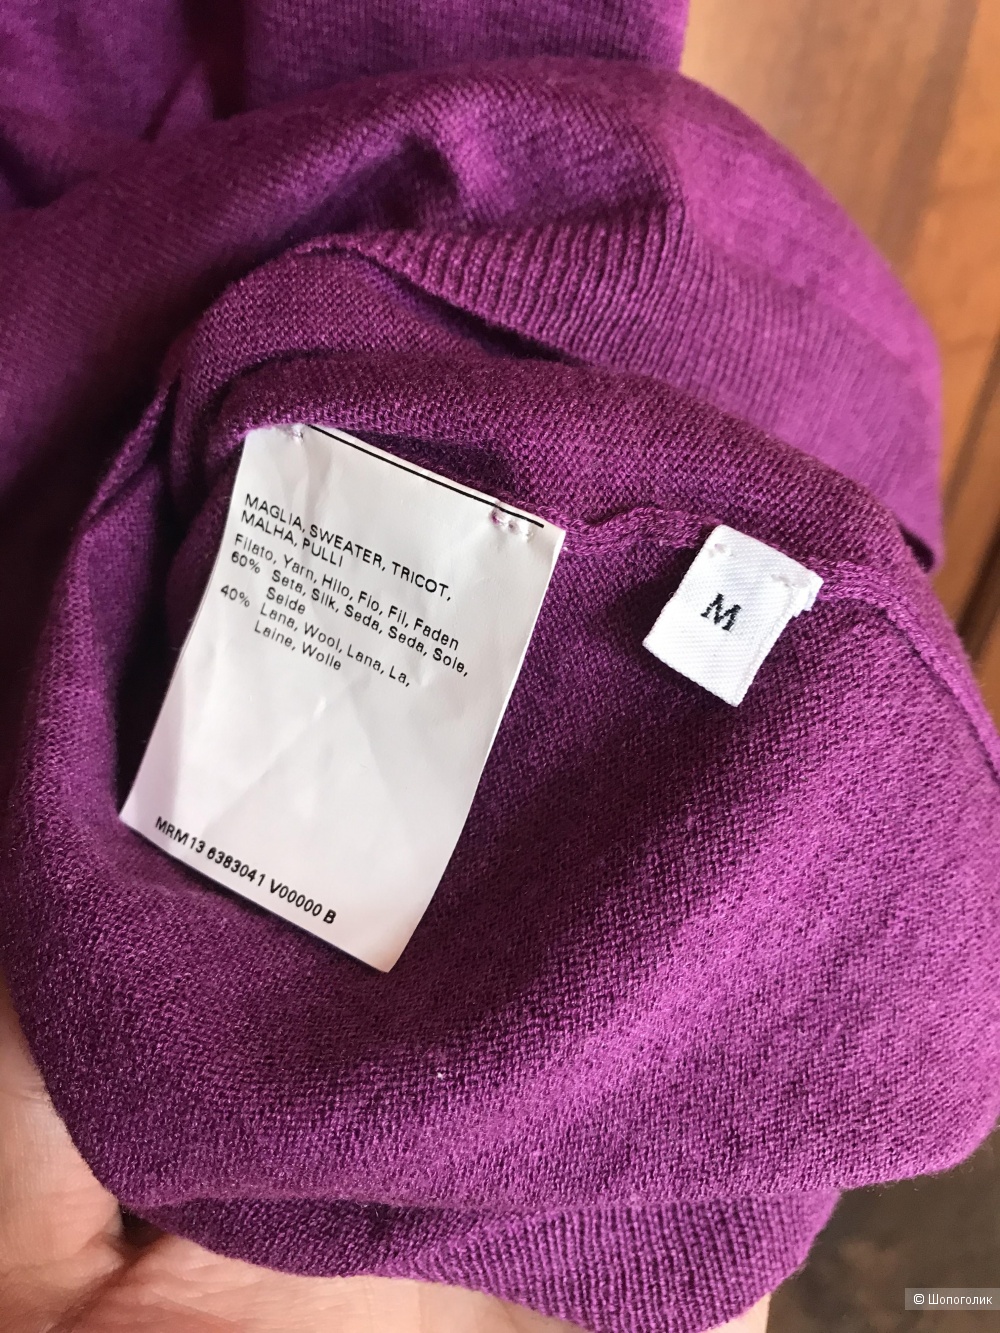 MAGLIA, SWEATER, TRICOT,
MALHA, PULLI
Filato, Yarn, Hilo, Fio, Fil, Faden
60% Seta, Silk, Seda, Seda, Soie,
Seide
40% Lana, Wool, Lana, La,
Laine, Wolle
MRM13 6383041 V00000 B
M
© Шопоголик